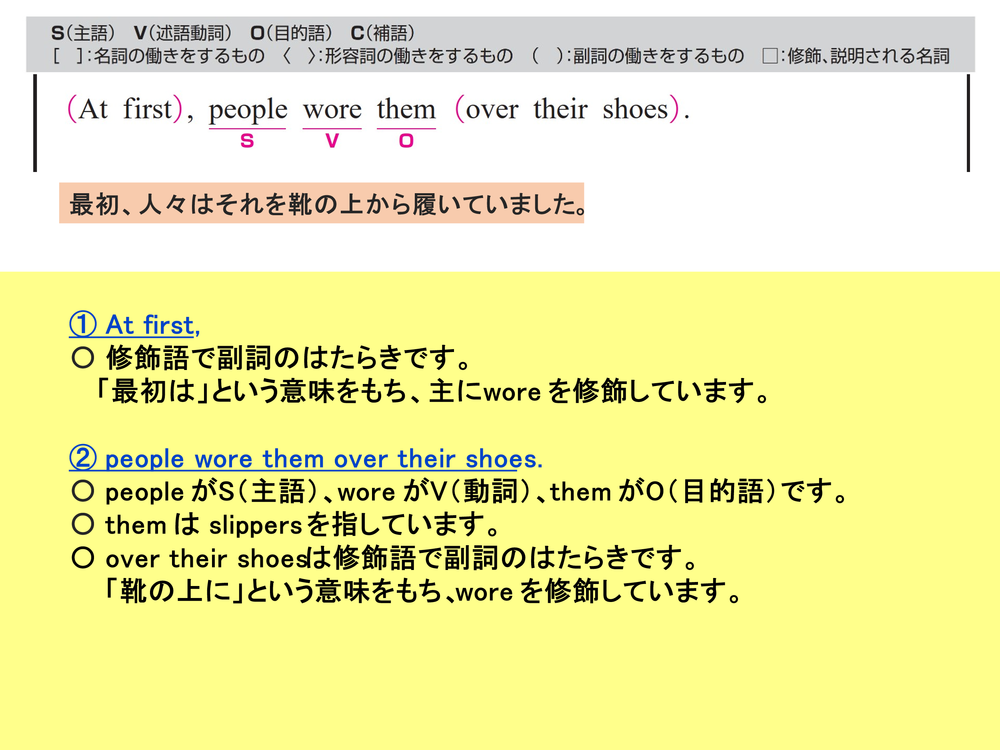 S(主語) V(述語動詞) O(目的語) C(補語)
[ ]:名詞の働きをするもの 〈 〉:形容詞の働きをするもの ( ):副詞の働きをするもの □:修飾、説明される名詞
(At first), people wore them (over their shoes).
S V O
最初、人々はそれを靴の上から履いていました。
① At first,
○ 修飾語で副詞のはたらきです。
「最初は」という意味をもち、主にwore を修飾しています。
② people wore them over their shoes.
○ people がS(主語)、wore がV(動詞)、them がO(目的語)です。
○ them は slippers を指しています。
○ over their shoesは修飾語で副詞のはたらきです。
「靴の上に」という意味をもち、wore を修飾しています。